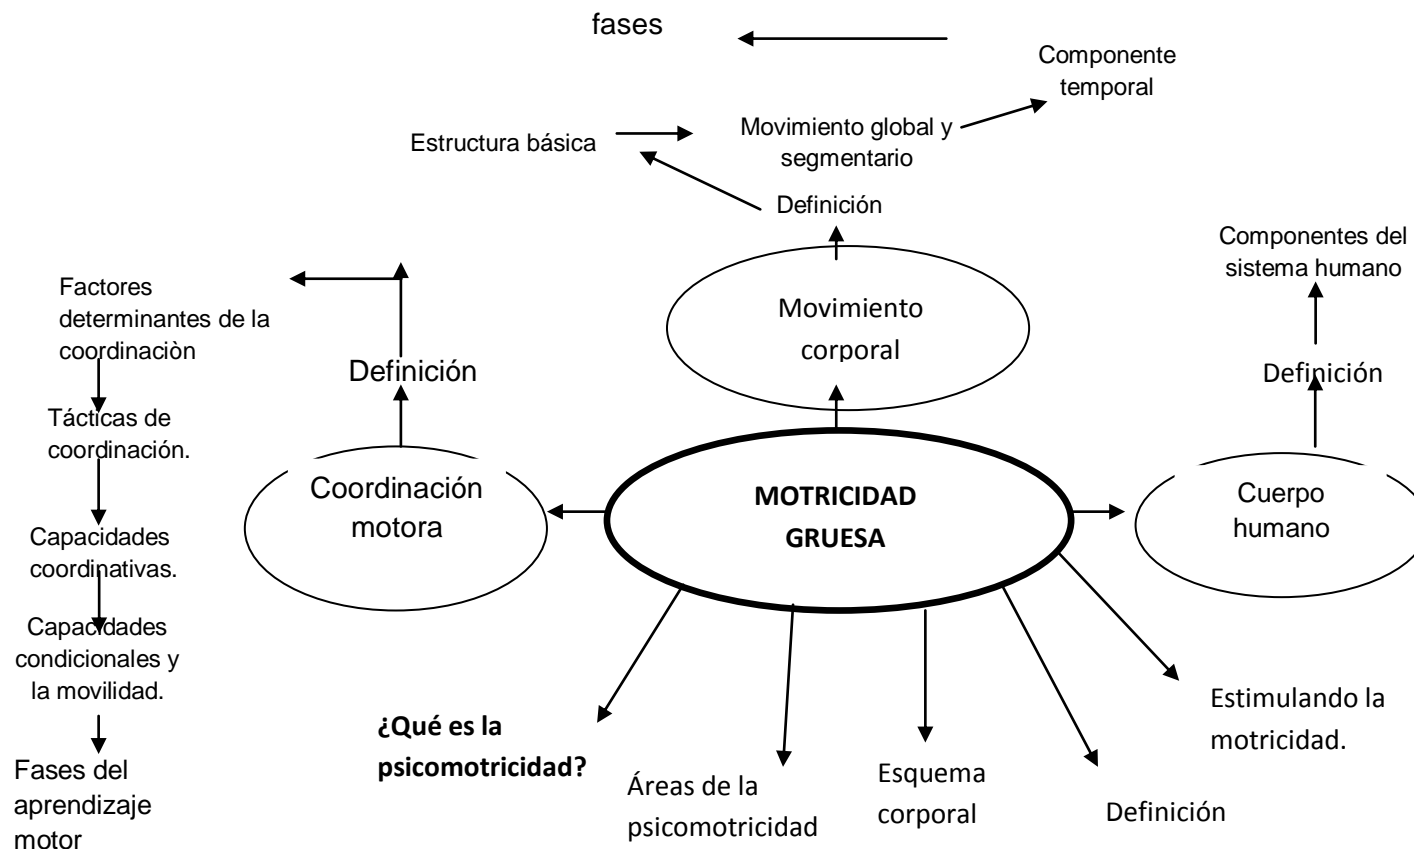 fases
Componente
temporal
Estructura básica
Movimiento global y
segmentario
Definición
Componentes del
sistema humano
Factores
determinantes de la
coordinaciòn
Movimiento
corporal
Definición
Definición
Tácticas de
coordinación.
Coordinación
motora
MOTRICIDAD
GRUESA
Cuerpo
humano
Capacidades
coordinativas.
Capacidades
condicionales y
la movilidad.
Fases del
aprendizaje
motor
¿Qué es la
psicomotricidad?
Áreas de la
psicomotricidad
Esquema
corporal
Definición
Estimulando la
motricidad.